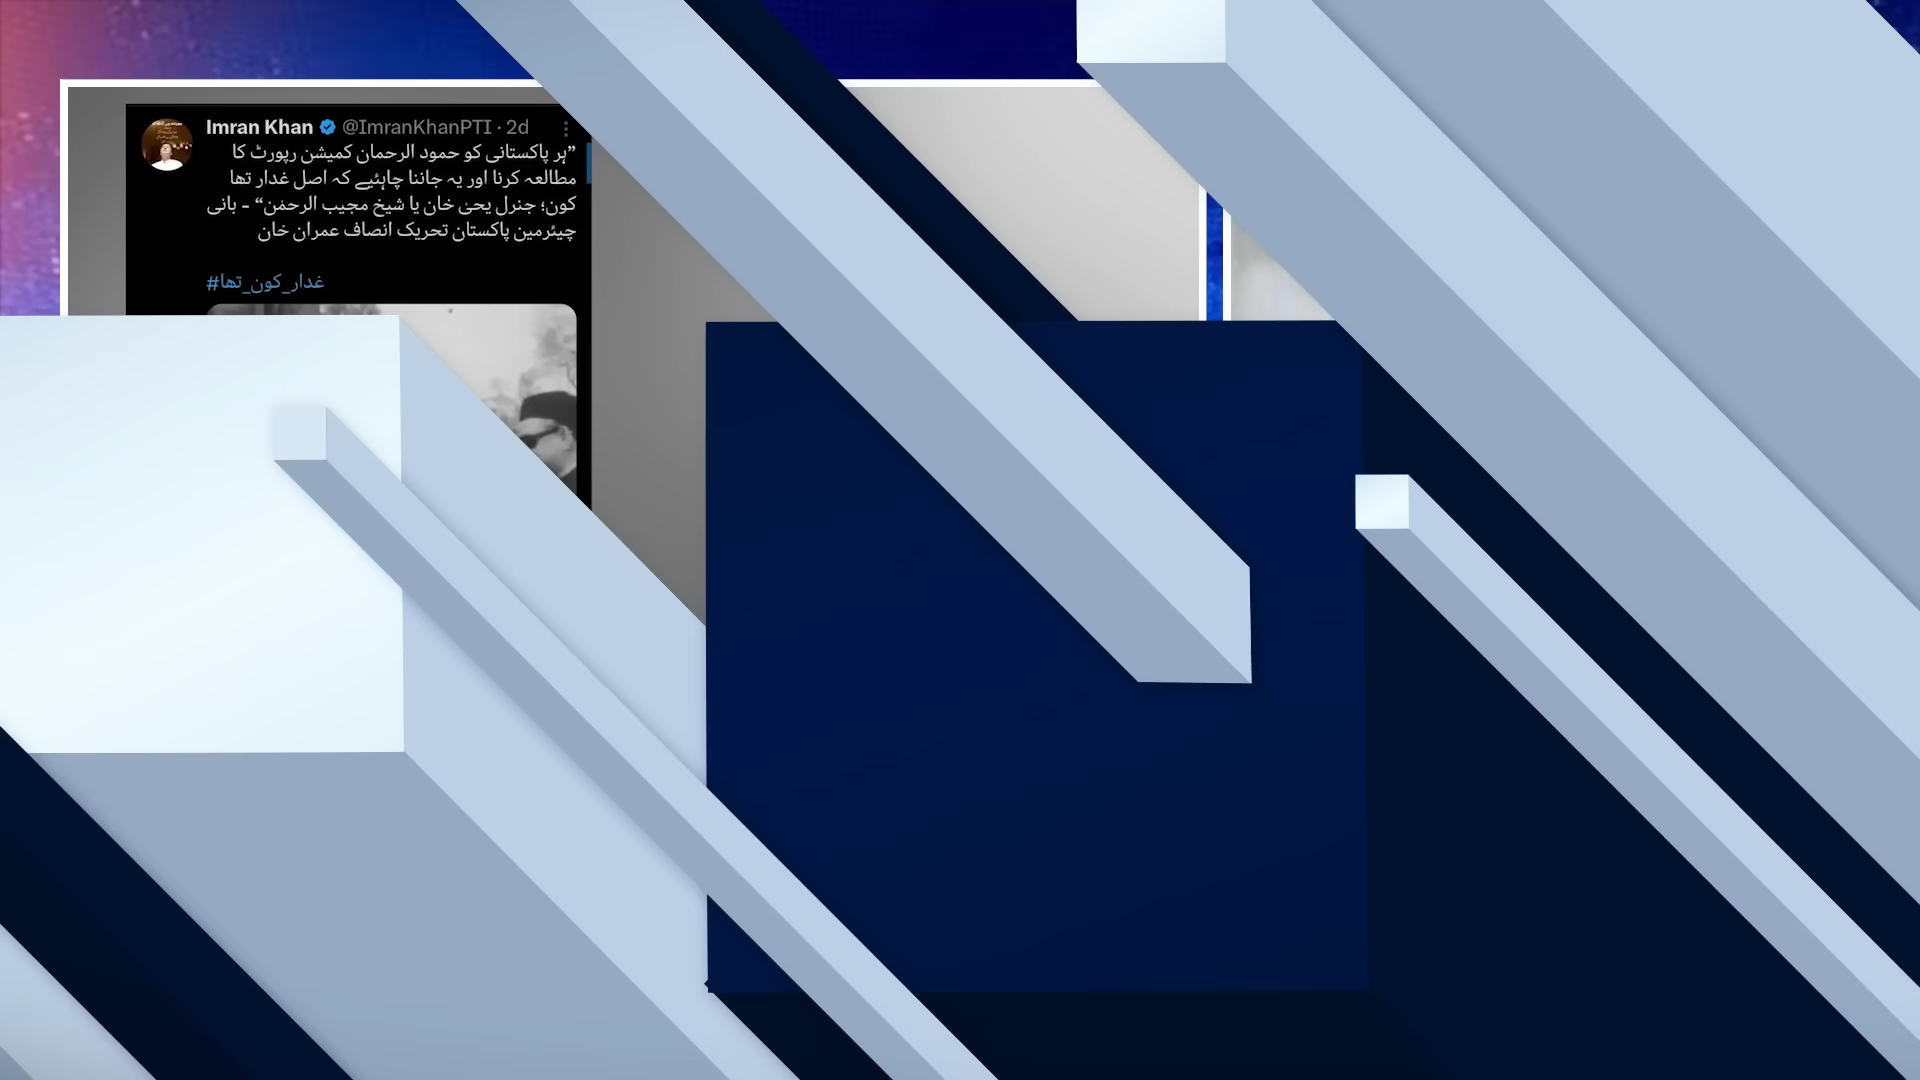 Imran Khan @ImranKhanPTI · 2d
”ہر پاکستانی کو حمود الرحمان کمیشن رپورٹ کا
مطالعہ کرنا اور یہ جاننا چاہئیے کہ اصل غدار تھا
کون؛ جنرل یحیٰ خان یا شیخ مجیب الرحمٰن“ - بانی
چیئرمین پاکستان تحریک انصاف عمران خان
#غدار_کون_تھا